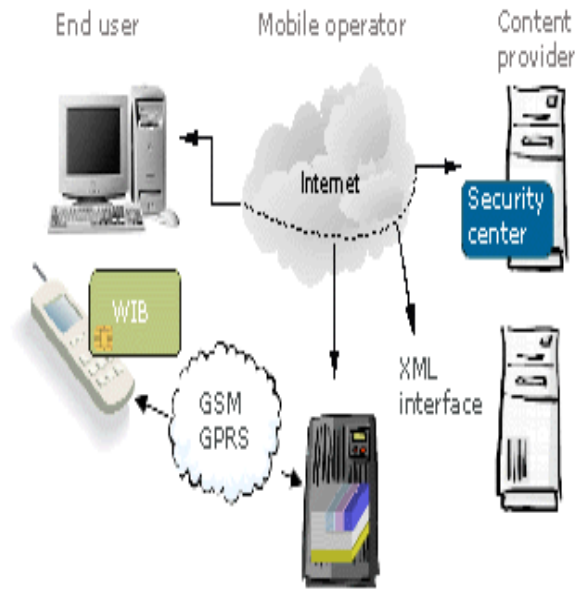 End user
Mobile operator
Content
provider
Internet
Security
center
WIB
GSM
GPRS
XML
interface